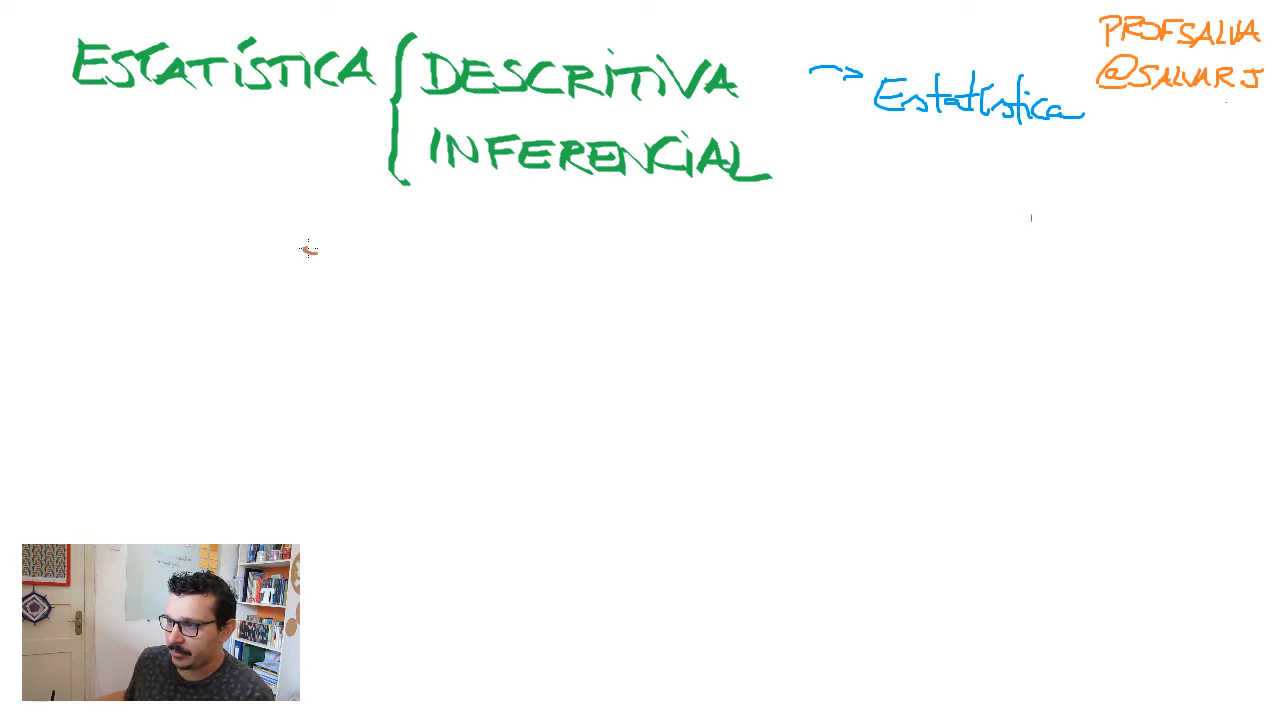 ESTATÍSTICA
DESCRITIVA
INFERENCIAL
Estatística
PROFSALVA
@SALVARJ